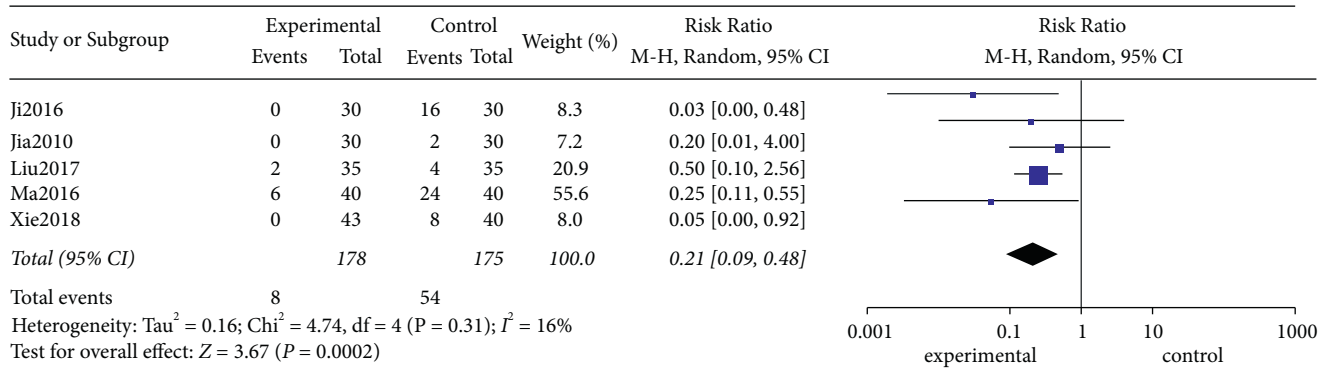 Study or Subgroup Experimental Control Weight (%) Risk Ratio Risk Ratio
Events Total Events Total M-H, Random, 95% CI M-H, Random, 95% CI
Ji2016 0 30 16 30 8.3 0.03 [0.00, 0.48]
Jia2010 0 30 2 30 7.2 0.20 [0.01, 4.00]
Liu2017 2 35 4 35 20.9 0.50 [0.10, 2.56]
Ma2016 6 40 24 40 55.6 0.25 [0.11, 0.55]
Xie2018 0 43 8 40 8.0 0.05 [0.00, 0.92]
Total (95% CI) 178 175 100.0 0.21 [0.09, 0.48]
Total events 8 54
Heterogeneity: Tau² = 0.16; Chi² = 4.74, df = 4 (P = 0.31); I² = 16%
Test for overall effect: Z = 3.67 (P = 0.0002)
0.001 0.1 1 10 1000
experimental control